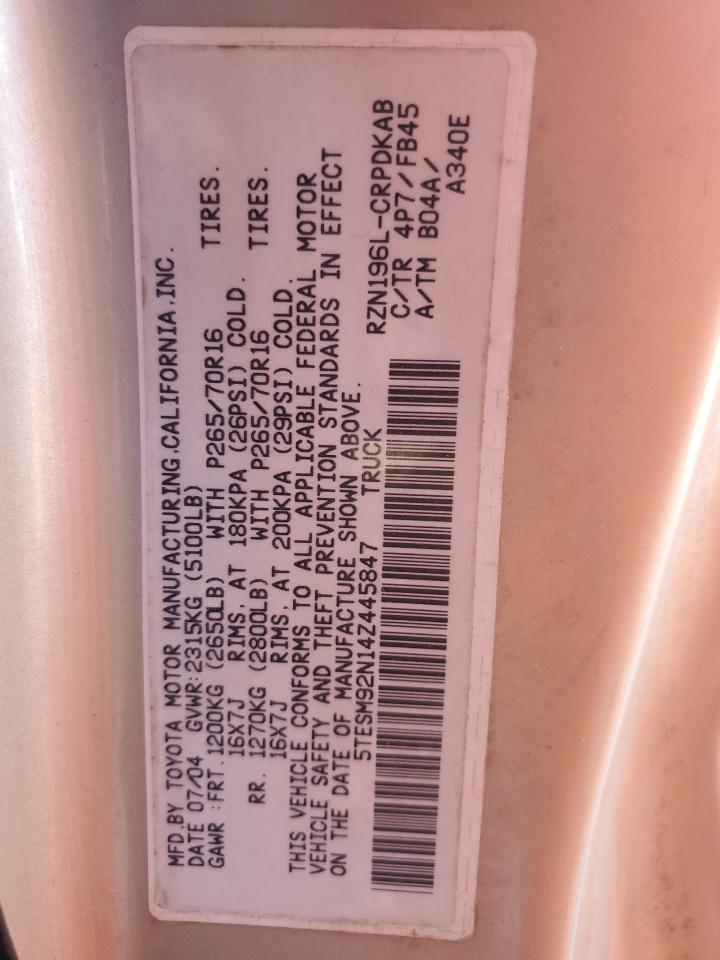 MFD.BY TOYOTA MOTOR MANUFACTURING,CALIFORNIA,INC.
DATE 07/04 GVWR:2315KG (5100LB)
GAWR :FRT.1200KG (2650LB) WITH P265/70R16 TIRES.
16X7J RIMS, AT 180KPA (26PSI) COLD.
RR. 1270KG (2800LB) WITH P265/70R16 TIRES.
16X7J RIMS, AT 200KPA (29PSI) COLD.
THIS VEHICLE CONFORMS TO ALL APPLICABLE FEDERAL MOTOR
VEHICLE SAFETY AND THEFT PREVENTION STANDARDS IN EFFECT
ON THE DATE OF MANUFACTURE SHOWN ABOVE.
5TESM92N14Z445847 TRUCK
RZN196L-CRPDKAB
C/TR 4P7/FB45
A/TM B04A/
A340E